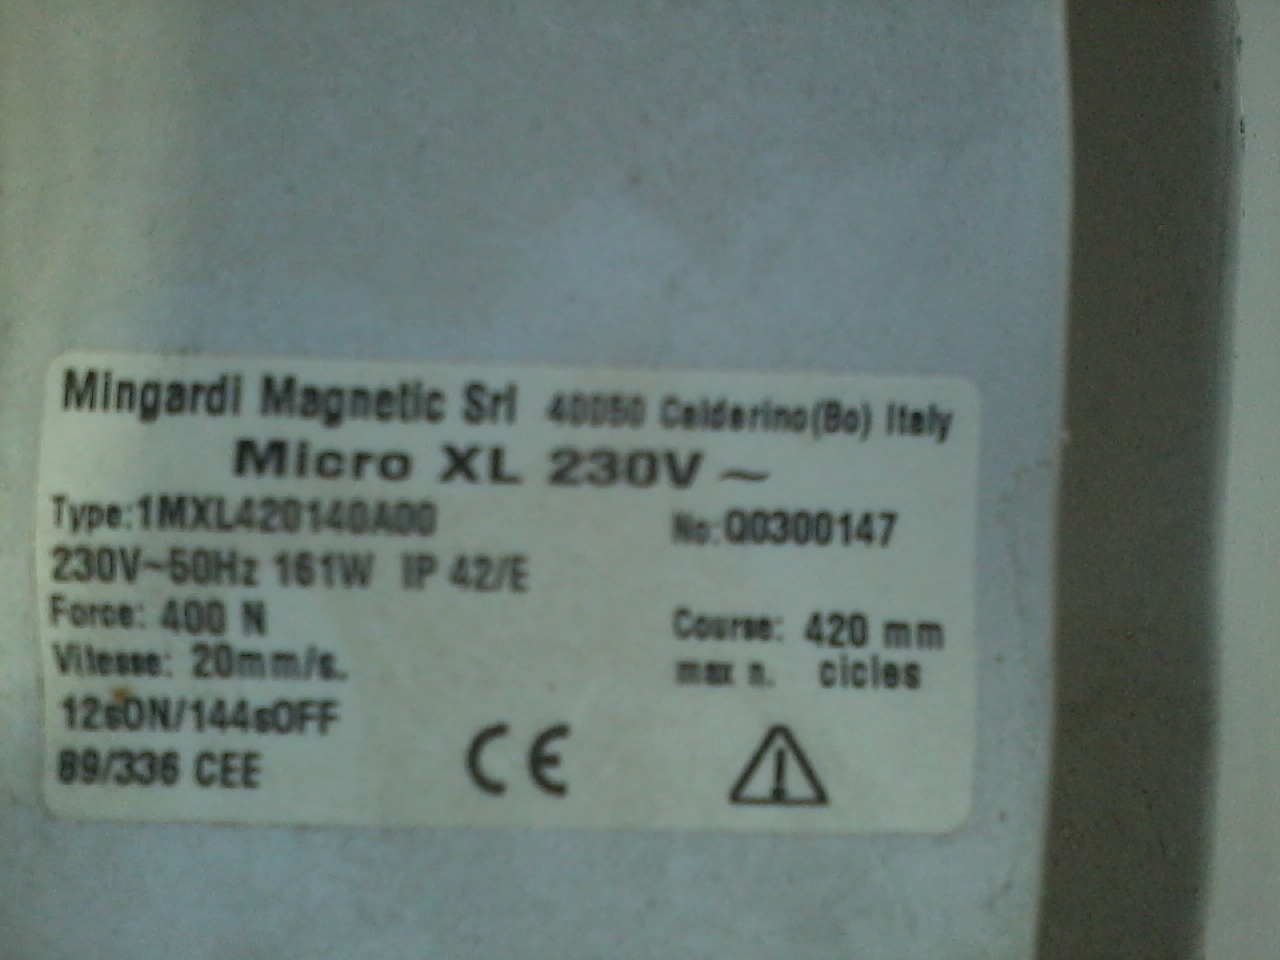 Mingardi Magnetic Srl 40050 Calderino(Bo) Italy
Micro XL 230V ~
Type:1MXL420140A00 No:Q0300147
230V~50Hz 161W IP 42/E
Force: 400 N Course: 420 mm
Vitesse: 20mm/s. max n. cicles
12sON/144sOFF
89/336 CEE CE